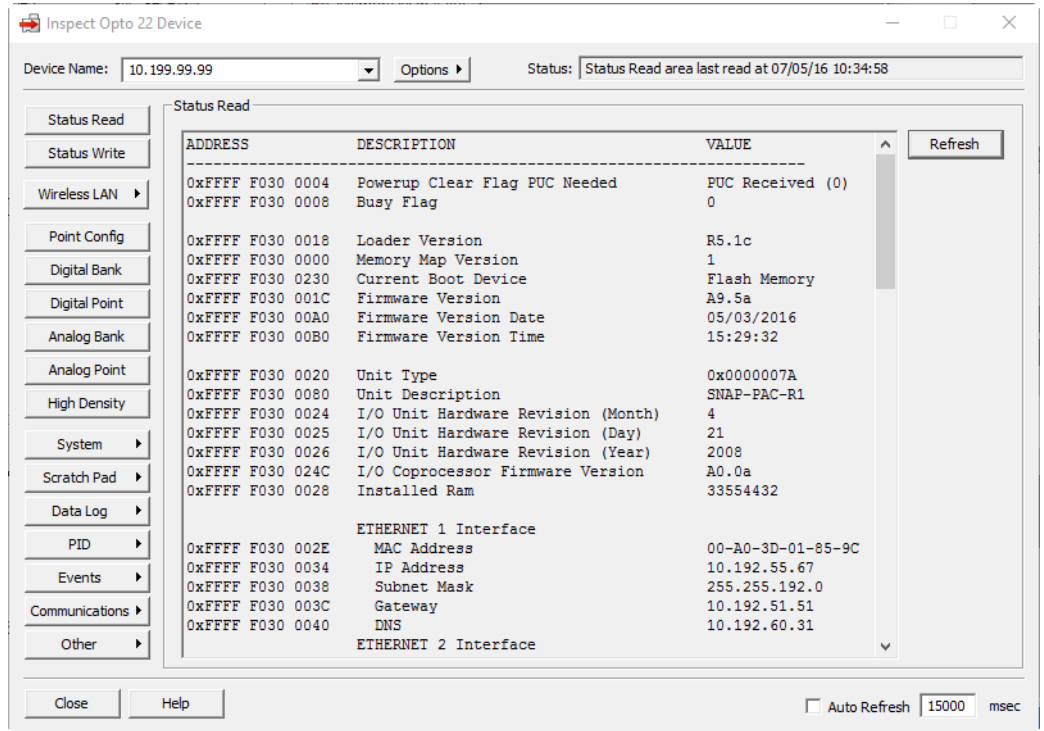 Inspect Opto 22 Device
Device Name: 10.199.99.99 Options Status: Status Read area last read at 07/05/16 10:34:58
Status Read
Status Write
Wireless LAN
Point Config
Digital Bank
Digital Point
Analog Bank
Analog Point
High Density
System
Scratch Pad
Data Log
PID
Events
Communications
Other
Status Read
ADDRESS DESCRIPTION VALUE
--------------------------------------------------------------------
0xFFFF F030 0004 Powerup Clear Flag PUC Needed PUC Received (0)
0xFFFF F030 0008 Busy Flag 0
0xFFFF F030 0018 Loader Version R5.1c
0xFFFF F030 0000 Memory Map Version 1
0xFFFF F030 0230 Current Boot Device Flash Memory
0xFFFF F030 001C Firmware Version A9.5a
0xFFFF F030 00A0 Firmware Version Date 05/03/2016
0xFFFF F030 00B0 Firmware Version Time 15:29:32
0xFFFF F030 0020 Unit Type 0x0000007A
0xFFFF F030 0080 Unit Description SNAP-PAC-R1
0xFFFF F030 0024 I/O Unit Hardware Revision (Month) 4
0xFFFF F030 0025 I/O Unit Hardware Revision (Day) 21
0xFFFF F030 0026 I/O Unit Hardware Revision (Year) 2008
0xFFFF F030 024C I/O Coprocessor Firmware Version A0.0a
0xFFFF F030 0028 Installed Ram 33554432
ETHERNET 1 Interface
0xFFFF F030 002E MAC Address 00-A0-3D-01-85-9C
0xFFFF F030 0034 IP Address 10.192.55.67
0xFFFF F030 0038 Subnet Mask 255.255.192.0
0xFFFF F030 003C Gateway 10.192.51.51
0xFFFF F030 0040 DNS 10.192.60.31
ETHERNET 2 Interface
Refresh
Close Help Auto Refresh 15000 msec